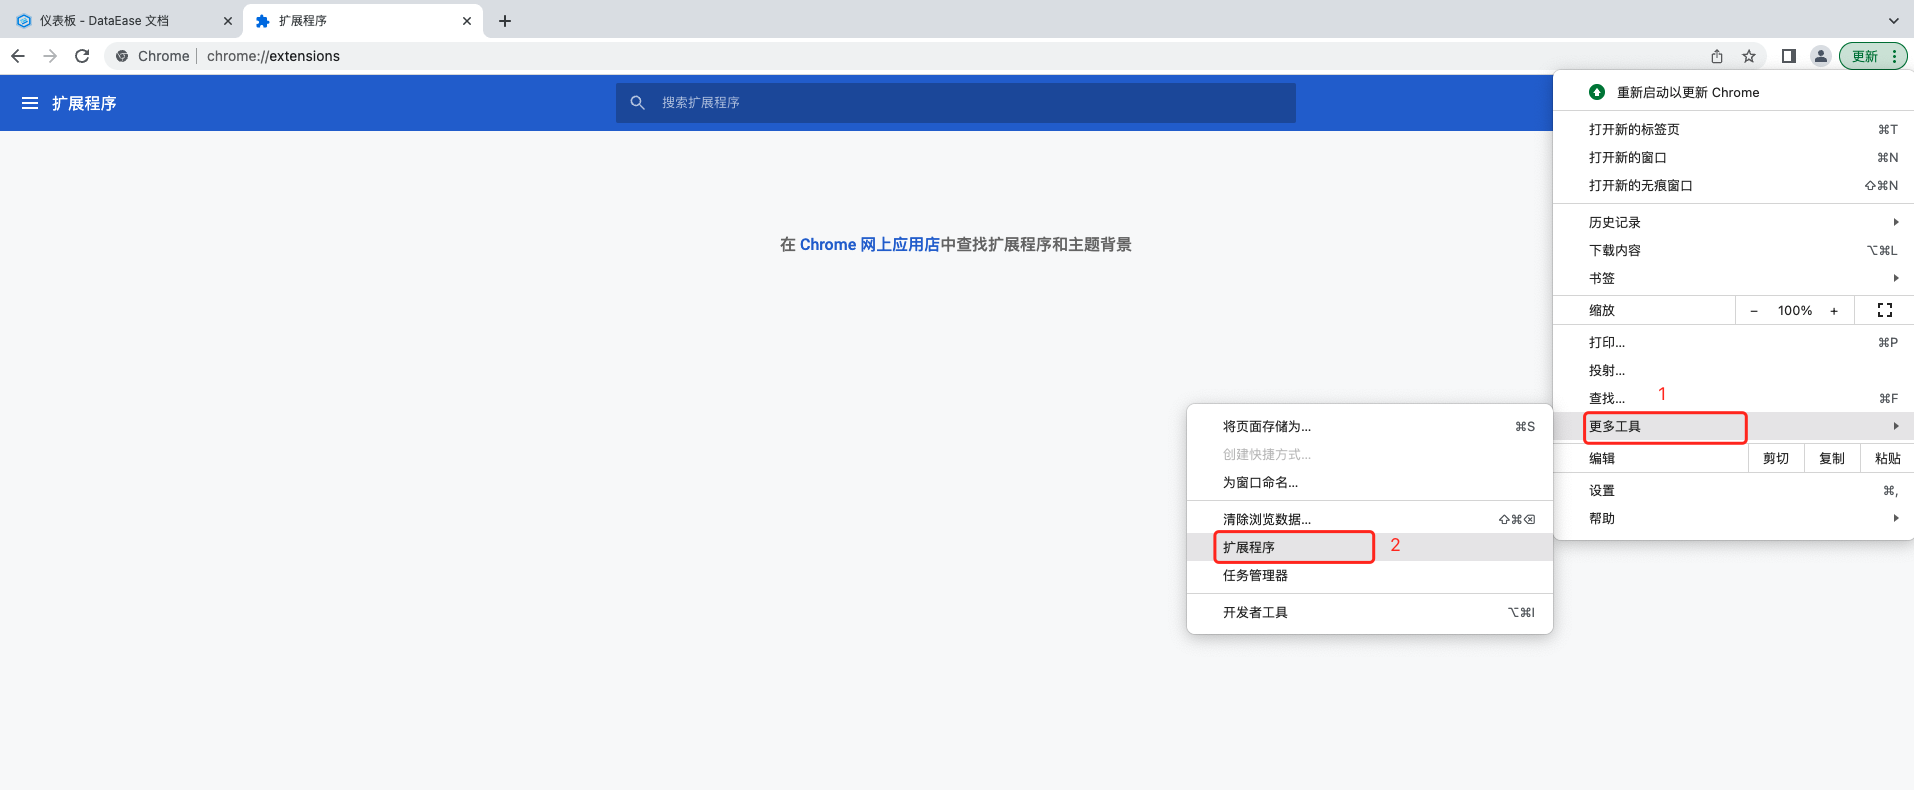 仪表板 - DataEase 文档
扩展程序
Chrome
chrome://extensions
更新
扩展程序
搜索扩展程序
在 Chrome 网上应用店中查找扩展程序和主题背景
重新启动以更新 Chrome
打开新的标签页 ⌘T
打开新的窗口 ⌘N
打开新的无痕窗口 ⇧⌘N
历史记录
下载内容 ⌥⌘L
书签
缩放 − 100% +
打印... ⌘P
投射...
查找... ⌘F
1
更多工具
编辑 剪切 复制 粘贴
设置 ⌘,
帮助
将页面存储为... ⌘S
创建快捷方式...
为窗口命名...
清除浏览数据... ⇧⌘⌫
扩展程序
2
任务管理器
开发者工具 ⌥⌘I